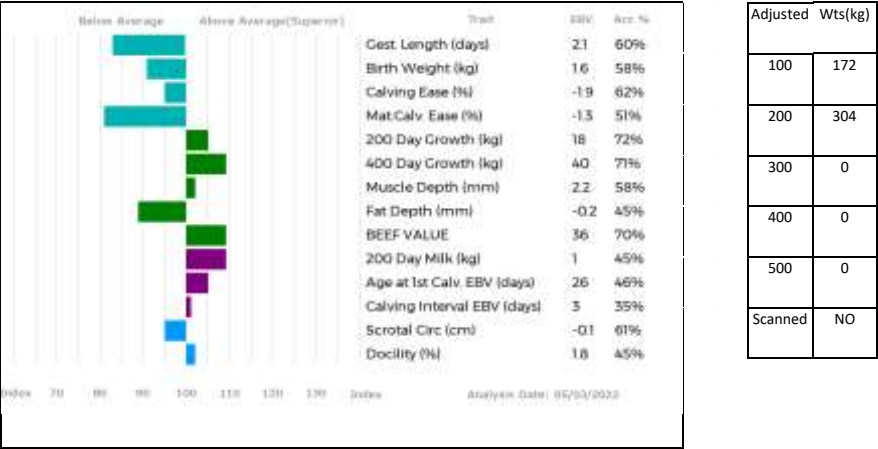 Below Average Above Average(Superior) Trait EBV Acc %
Gest Length (days) 2.1 60%
Birth Weight (kg) 1.6 58%
Calving Ease (%) -1.9 62%
Mat.Calv. Ease (%) -1.3 51%
200 Day Growth (kg) 18 72%
400 Day Growth (kg) 40 71%
Muscle Depth (mm) 2.2 58%
Fat Depth (mm) -0.2 45%
BEEF VALUE 36 70%
200 Day Milk (kg) 1 45%
Age at 1st Calv. EBV (days) 26 46%
Calving Interval EBV (days) 3 35%
Scrotal Circ (cm) -0.1 61%
Docility (%) 1.8 45%
Index 70 80 90 100 110 120 130 Index Analysis Date: 05/03/2022
Adjusted Wts(kg)
100 172
200 304
300 0
400 0
500 0
Scanned NO